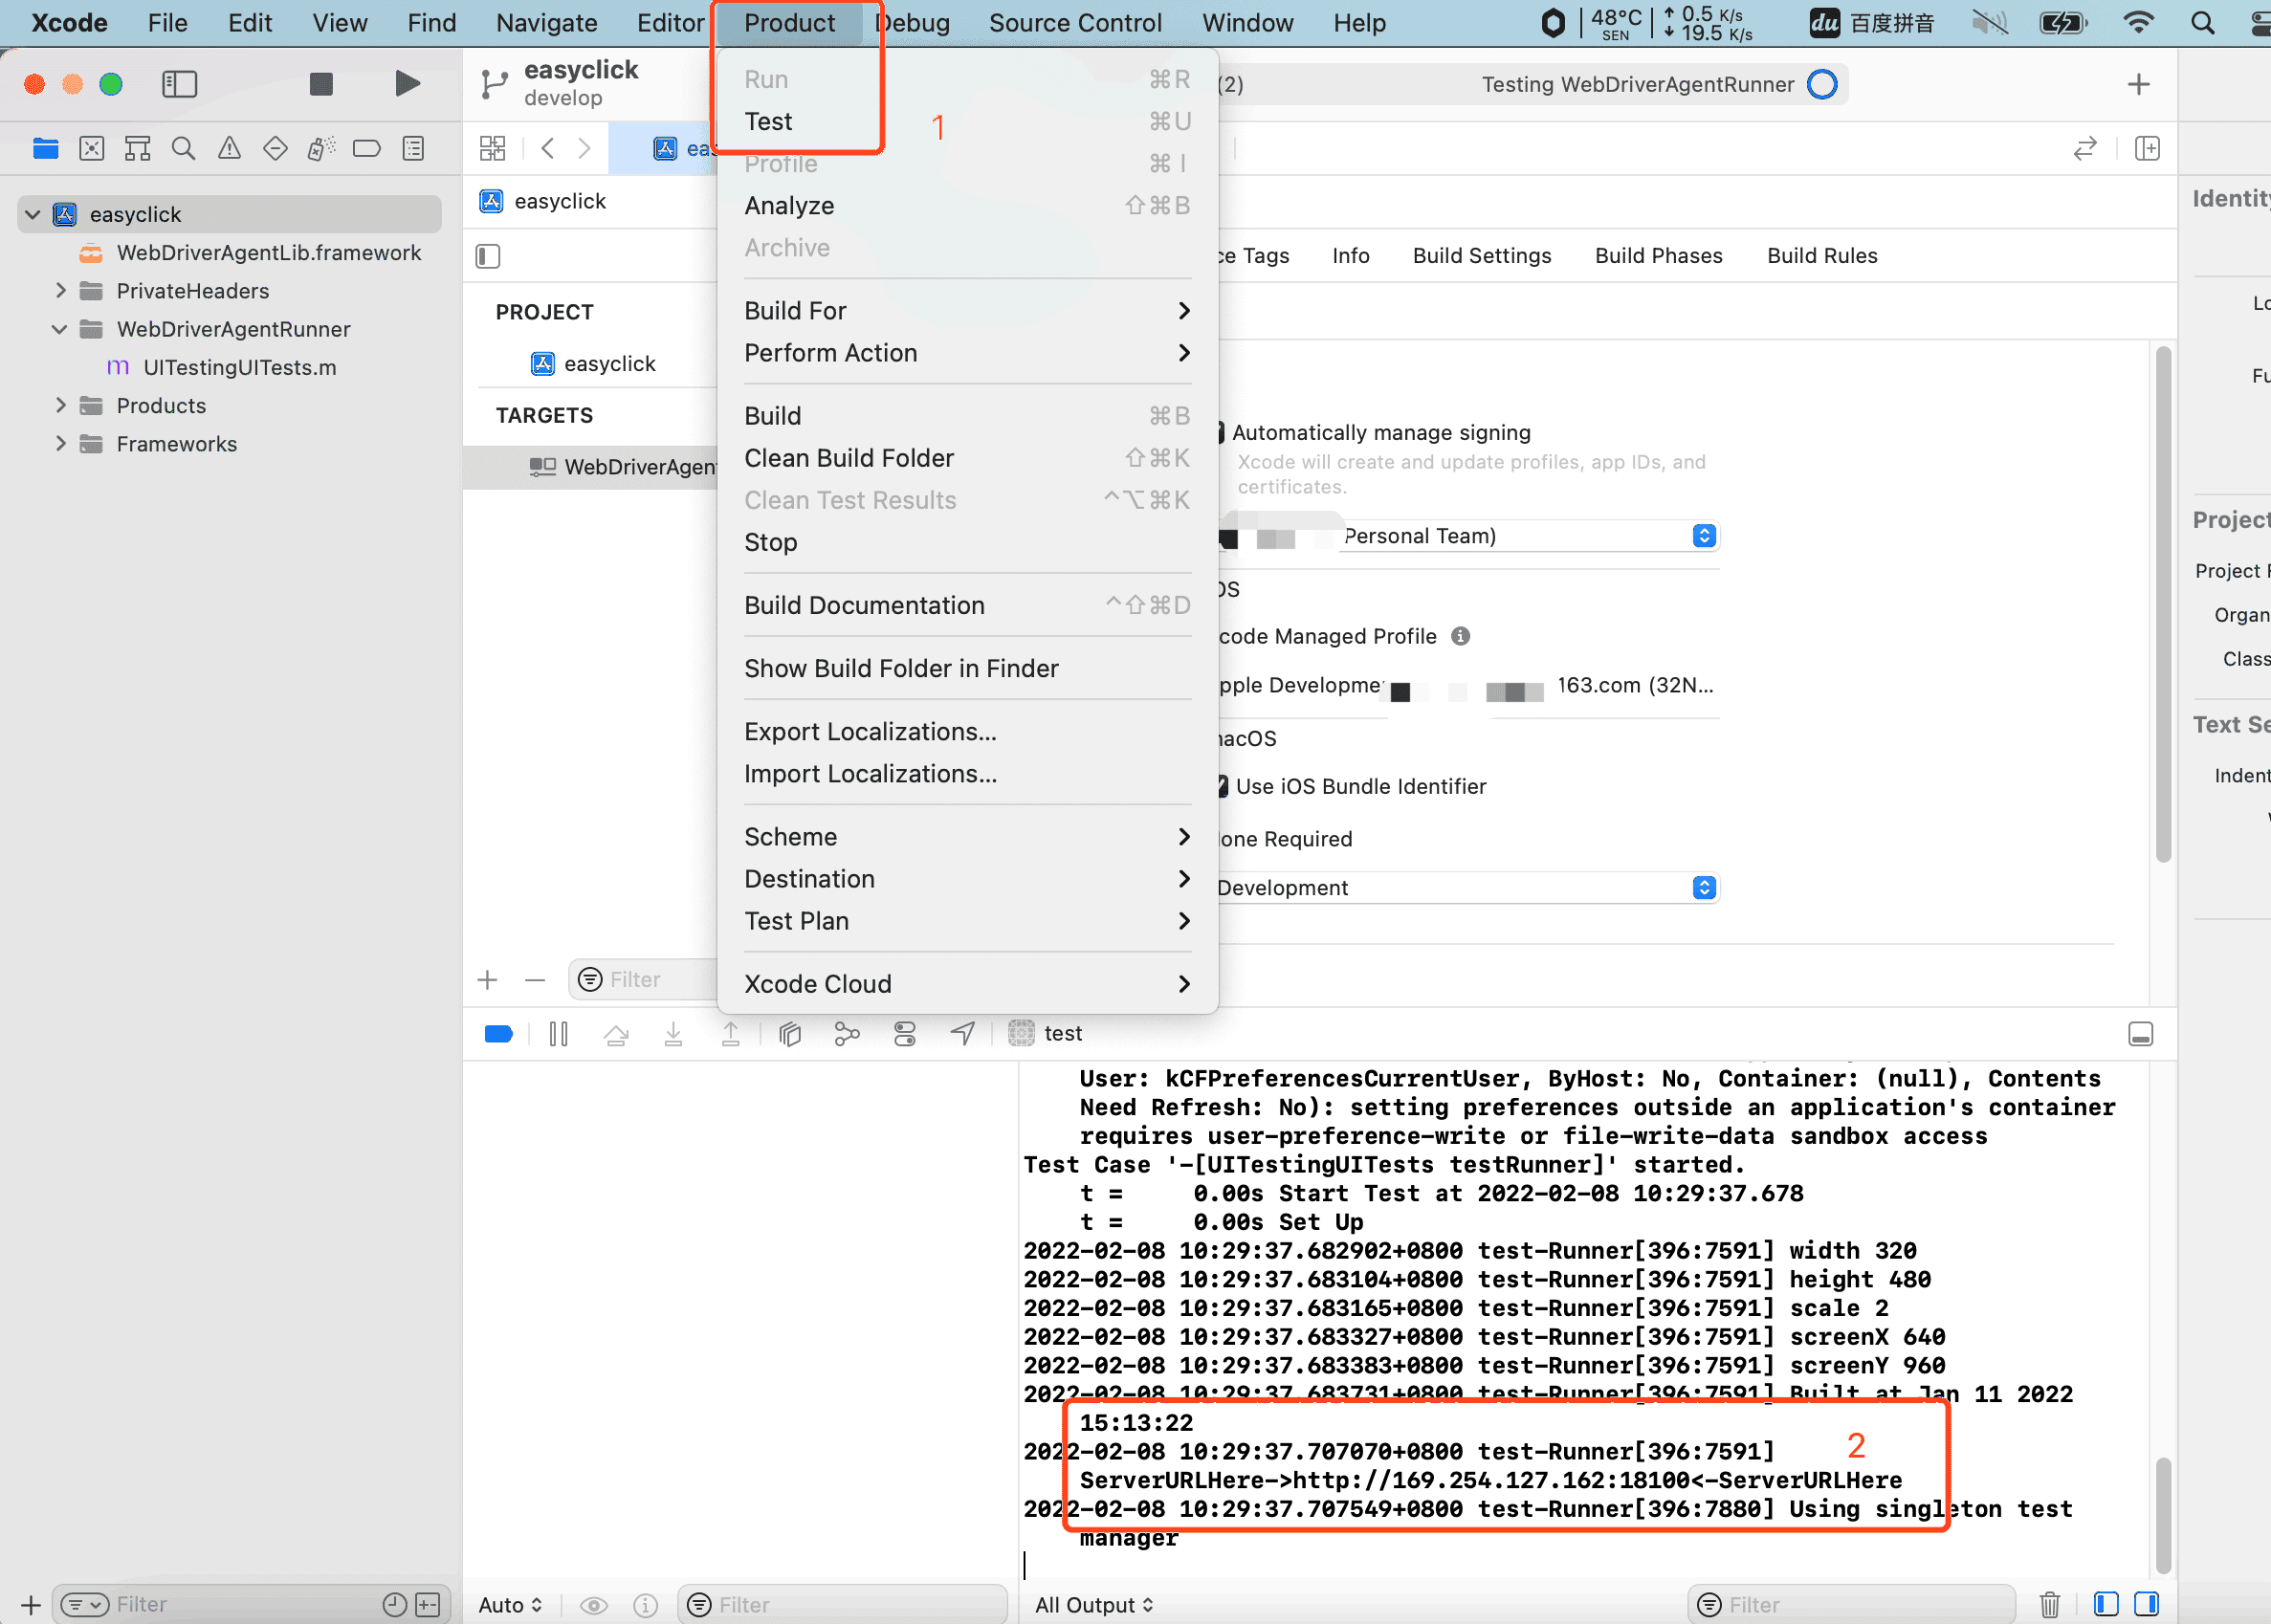 Xcode File Edit View Find Navigate Editor Product Debug Source Control Window Help 48°C SEN 0.5 K/s 19.5 K/s du 百度拼音
easyclick
develop
(2) Testing WebDriverAgentRunner
easyclick
WebDriverAgentLib.framework
PrivateHeaders
WebDriverAgentRunner
m UITestingUITests.m
Products
Frameworks
Filter
eas
easyclick
PROJECT
easyclick
TARGETS
WebDriverAgent
Filter
Run ⌘R
Test ⌘U
1
Profile ⌘I
Analyze ⇧⌘B
Archive
Build For
Perform Action
Build ⌘B
Clean Build Folder ⇧⌘K
Clean Test Results ^⌥⌘K
Stop
Build Documentation ^⇧⌘D
Show Build Folder in Finder
Export Localizations...
Import Localizations...
Scheme
Destination
Test Plan
Xcode Cloud
ce Tags Info Build Settings Build Phases Build Rules
Automatically manage signing
Xcode will create and update profiles, app IDs, and
certificates.
Personal Team)
OS
code Managed Profile
pple Developme 163.com (32N...
macOS
Use iOS Bundle Identifier
None Required
Development
Identity
Lo
Fu
Project
Project F
Organ
Class
Text Se
Indent
test
User: kCFPreferencesCurrentUser, ByHost: No, Container: (null), Contents
Need Refresh: No): setting preferences outside an application's container
requires user-preference-write or file-write-data sandbox access
Test Case '-[UITestingUITests testRunner]' started.
t = 0.00s Start Test at 2022-02-08 10:29:37.678
t = 0.00s Set Up
2022-02-08 10:29:37.682902+0800 test-Runner[396:7591] width 320
2022-02-08 10:29:37.683104+0800 test-Runner[396:7591] height 480
2022-02-08 10:29:37.683165+0800 test-Runner[396:7591] scale 2
2022-02-08 10:29:37.683327+0800 test-Runner[396:7591] screenX 640
2022-02-08 10:29:37.683383+0800 test-Runner[396:7591] screenY 960
2022-02-08 10:29:37.683731+0800 test-Runner[396:7591] Built at Jan 11 2022
15:13:22
2022-02-08 10:29:37.707070+0800 test-Runner[396:7591]
2
ServerURLHere->http://169.254.127.162:18100<-ServerURLHere
2022-02-08 10:29:37.707549+0800 test-Runner[396:7880] Using singleton test
manager
Auto Filter All Output Filter